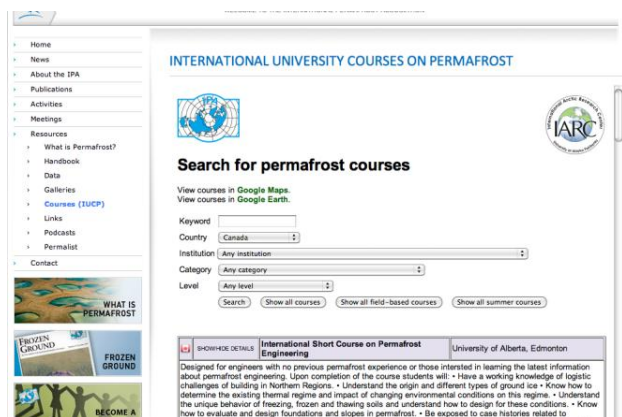 Home
News
About the IPA
Publications
Activities
Meetings
Resources
What is Permafrost?
Handbook
Data
Galleries
Courses (IUCP)
Links
Podcasts
Permalist
Contact
WHAT IS
PERMAFROST
FROZEN
GROUND
FROZEN
GROUND
BECOME A
INTERNATIONAL UNIVERSITY COURSES ON PERMAFROST
IPA
International Arctic Research Center
IARC
Search for permafrost courses
View courses in Google Maps.
View courses in Google Earth.
Keyword
Country Canada
Institution Any institution
Category Any category
Level Any level
Search Show all courses Show all field-based courses Show all summer courses
SHOW/HIDE DETAILS International Short Course on Permafrost Engineering University of Alberta, Edmonton
Designed for engineers with no previous permafrost experience or those interested in learning the latest information
about permafrost engineering. Upon completion of the course students will: • Have a working knowledge of logistic
challenges of building in Northern Regions. • Understand the origin and different types of ground ice • Know how to
determine the existing thermal regime and impact of changing environmental conditions on this regime. • Understand
the unique behavior of freezing, frozen and thawing soils and understand how to design for these conditions. • Know
how to evaluate and design foundations and slopes in permafrost. • Be exposed to case histories related to